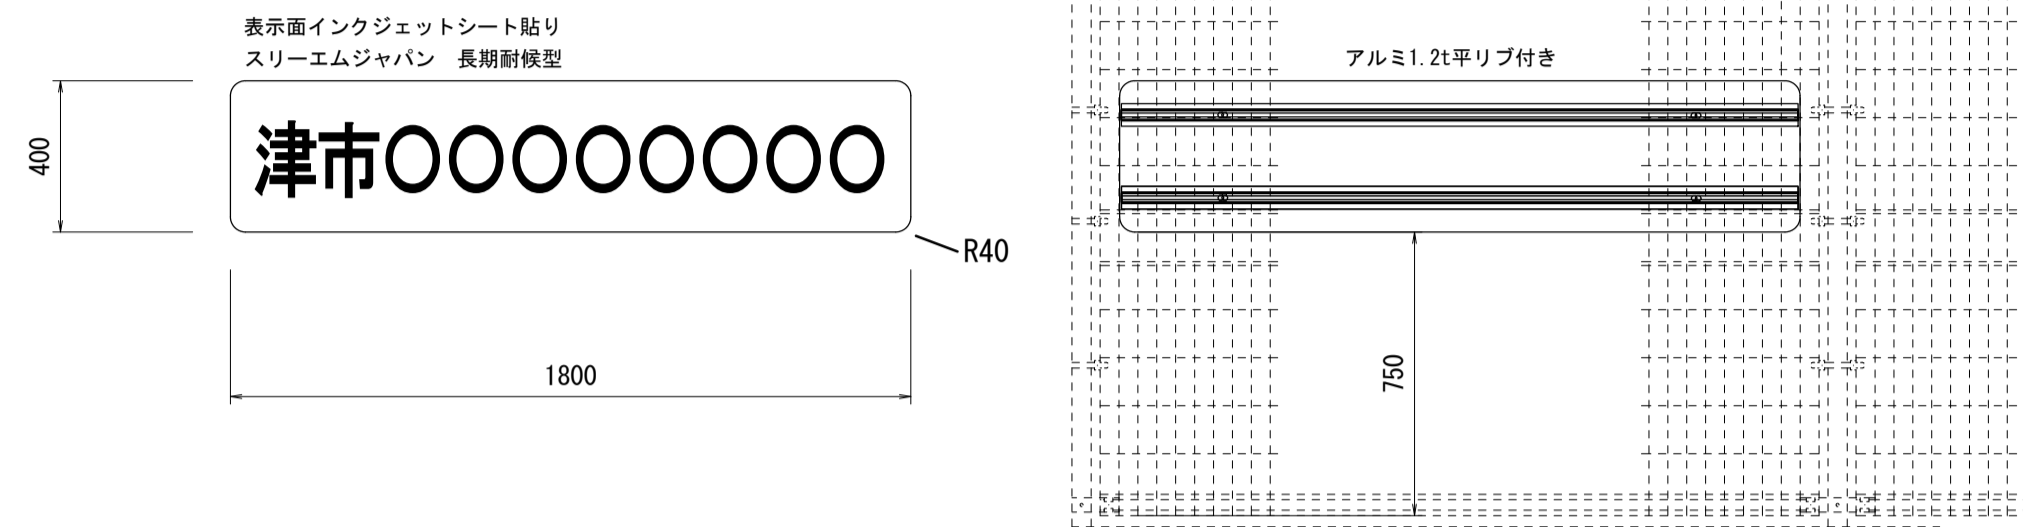 表示面インクジェットシート貼り
スリーエムジャパン　長期耐候型
400
津市〇〇〇〇〇〇〇〇
R40
1800
アルミ1.2t平リブ付き
750